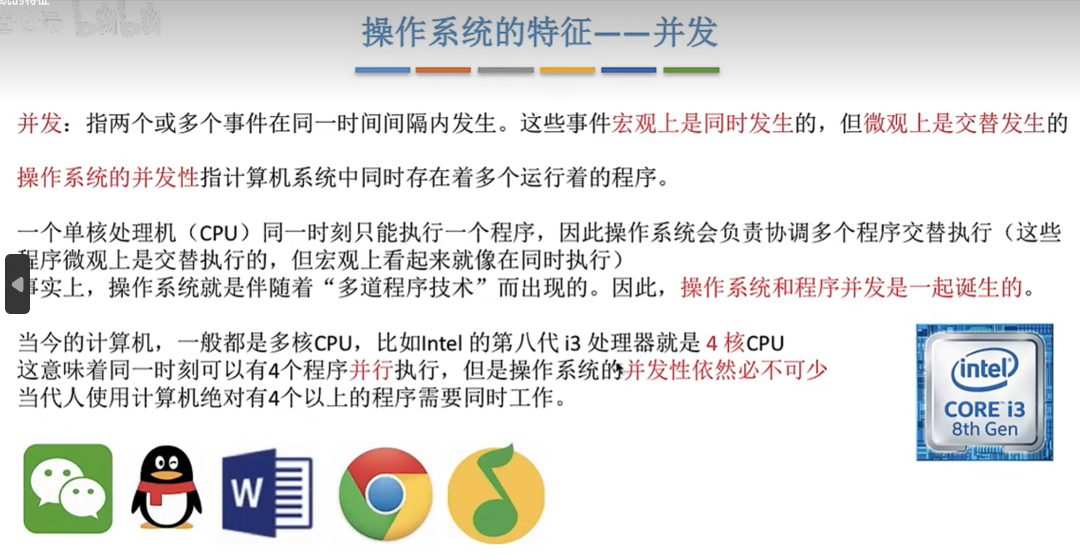 操作系统的特征——并发
并发：指两个或多个事件在同一时间间隔内发生。这些事件宏观上是同时发生的，但微观上是交替发生的
操作系统的并发性指计算机系统中同时存在着多个运行着的程序。
一个单核处理机（CPU）同一时刻只能执行一个程序，因此操作系统会负责协调多个程序交替执行（这些
程序微观上是交替执行的，但宏观上看起来就像在同时执行）
事实上，操作系统就是伴随着“多道程序技术”而出现的。因此，操作系统和程序并发是一起诞生的。
当今的计算机，一般都是多核CPU，比如Intel 的第八代 i3 处理器就是 4 核CPU
这意味着同一时刻可以有4个程序并行执行，但是操作系统的并发性依然必不可少
当代人使用计算机绝对有4个以上的程序需要同时工作。
intel
CORE i3
8th Gen
W